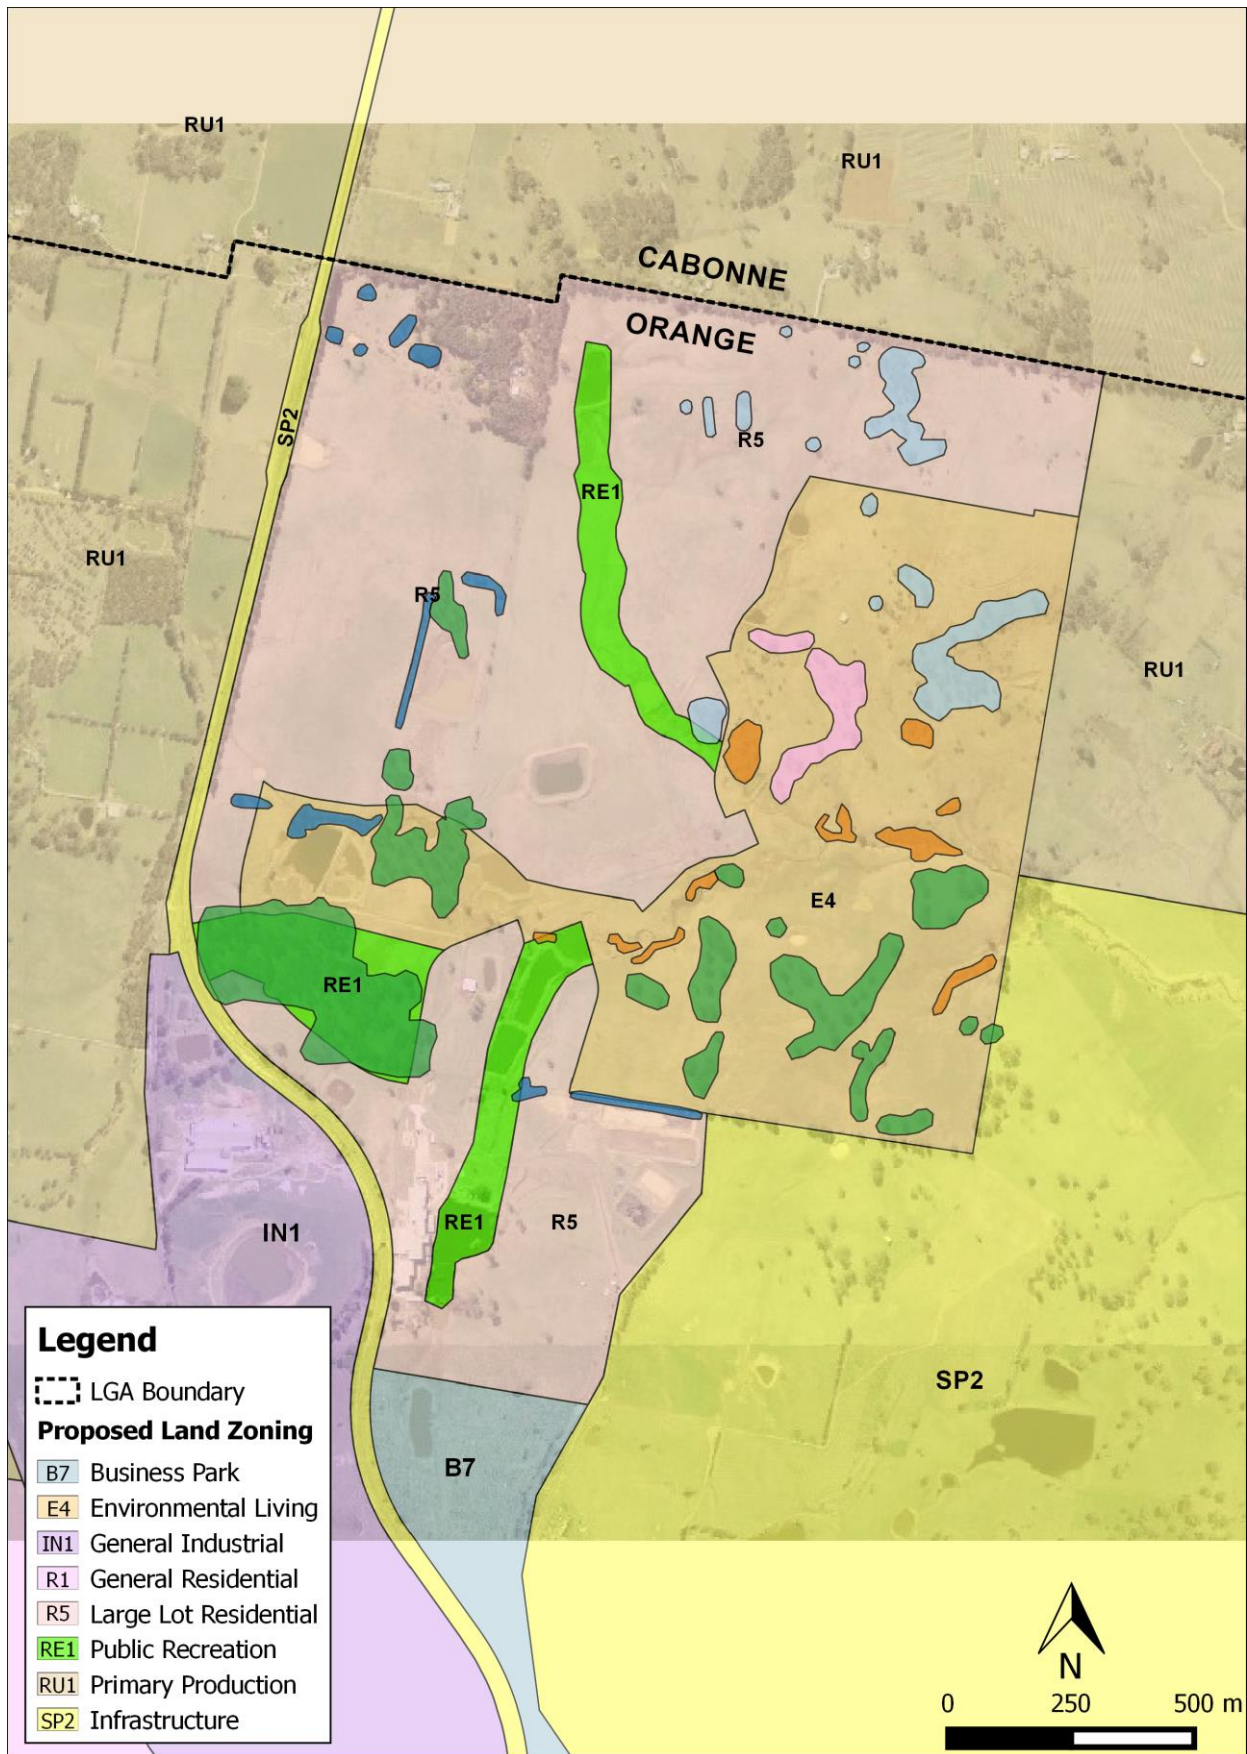 RU1
RU1
CABONNE
ORANGE
SP2
R5
RE1
RU1
R5
RU1
E4
RE1
RE1
R5
IN1
SP2
B7
Legend
LGA Boundary
Proposed Land Zoning
B7 Business Park
E4 Environmental Living
IN1 General Industrial
R1 General Residential
R5 Large Lot Residential
RE1 Public Recreation
RU1 Primary Production
SP2 Infrastructure
N
0 250 500 m